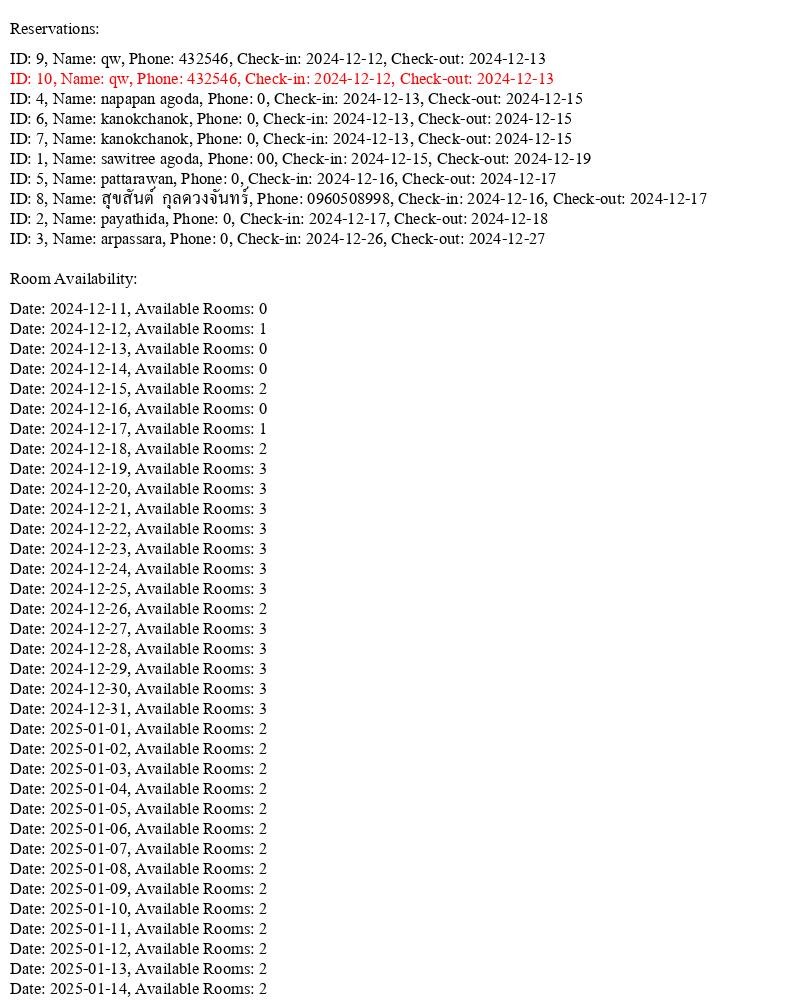 Reservations:
ID: 9, Name: qw, Phone: 432546, Check-in: 2024-12-12, Check-out: 2024-12-13
ID: 10, Name: qw, Phone: 432546, Check-in: 2024-12-12, Check-out: 2024-12-13
ID: 4, Name: napapan agoda, Phone: 0, Check-in: 2024-12-13, Check-out: 2024-12-15
ID: 6, Name: kanokchanok, Phone: 0, Check-in: 2024-12-13, Check-out: 2024-12-15
ID: 7, Name: kanokchanok, Phone: 0, Check-in: 2024-12-13, Check-out: 2024-12-15
ID: 1, Name: sawitree agoda, Phone: 00, Check-in: 2024-12-15, Check-out: 2024-12-19
ID: 5, Name: pattarawan, Phone: 0, Check-in: 2024-12-16, Check-out: 2024-12-17
ID: 8, Name: สุขสันต์ กุลดวงจันทร์, Phone: 0960508998, Check-in: 2024-12-16, Check-out: 2024-12-17
ID: 2, Name: payathida, Phone: 0, Check-in: 2024-12-17, Check-out: 2024-12-18
ID: 3, Name: arpassara, Phone: 0, Check-in: 2024-12-26, Check-out: 2024-12-27
Room Availability:
Date: 2024-12-11, Available Rooms: 0
Date: 2024-12-12, Available Rooms: 1
Date: 2024-12-13, Available Rooms: 0
Date: 2024-12-14, Available Rooms: 0
Date: 2024-12-15, Available Rooms: 2
Date: 2024-12-16, Available Rooms: 0
Date: 2024-12-17, Available Rooms: 1
Date: 2024-12-18, Available Rooms: 2
Date: 2024-12-19, Available Rooms: 3
Date: 2024-12-20, Available Rooms: 3
Date: 2024-12-21, Available Rooms: 3
Date: 2024-12-22, Available Rooms: 3
Date: 2024-12-23, Available Rooms: 3
Date: 2024-12-24, Available Rooms: 3
Date: 2024-12-25, Available Rooms: 3
Date: 2024-12-26, Available Rooms: 2
Date: 2024-12-27, Available Rooms: 3
Date: 2024-12-28, Available Rooms: 3
Date: 2024-12-29, Available Rooms: 3
Date: 2024-12-30, Available Rooms: 3
Date: 2024-12-31, Available Rooms: 3
Date: 2025-01-01, Available Rooms: 2
Date: 2025-01-02, Available Rooms: 2
Date: 2025-01-03, Available Rooms: 2
Date: 2025-01-04, Available Rooms: 2
Date: 2025-01-05, Available Rooms: 2
Date: 2025-01-06, Available Rooms: 2
Date: 2025-01-07, Available Rooms: 2
Date: 2025-01-08, Available Rooms: 2
Date: 2025-01-09, Available Rooms: 2
Date: 2025-01-10, Available Rooms: 2
Date: 2025-01-11, Available Rooms: 2
Date: 2025-01-12, Available Rooms: 2
Date: 2025-01-13, Available Rooms: 2
Date: 2025-01-14, Available Rooms: 2